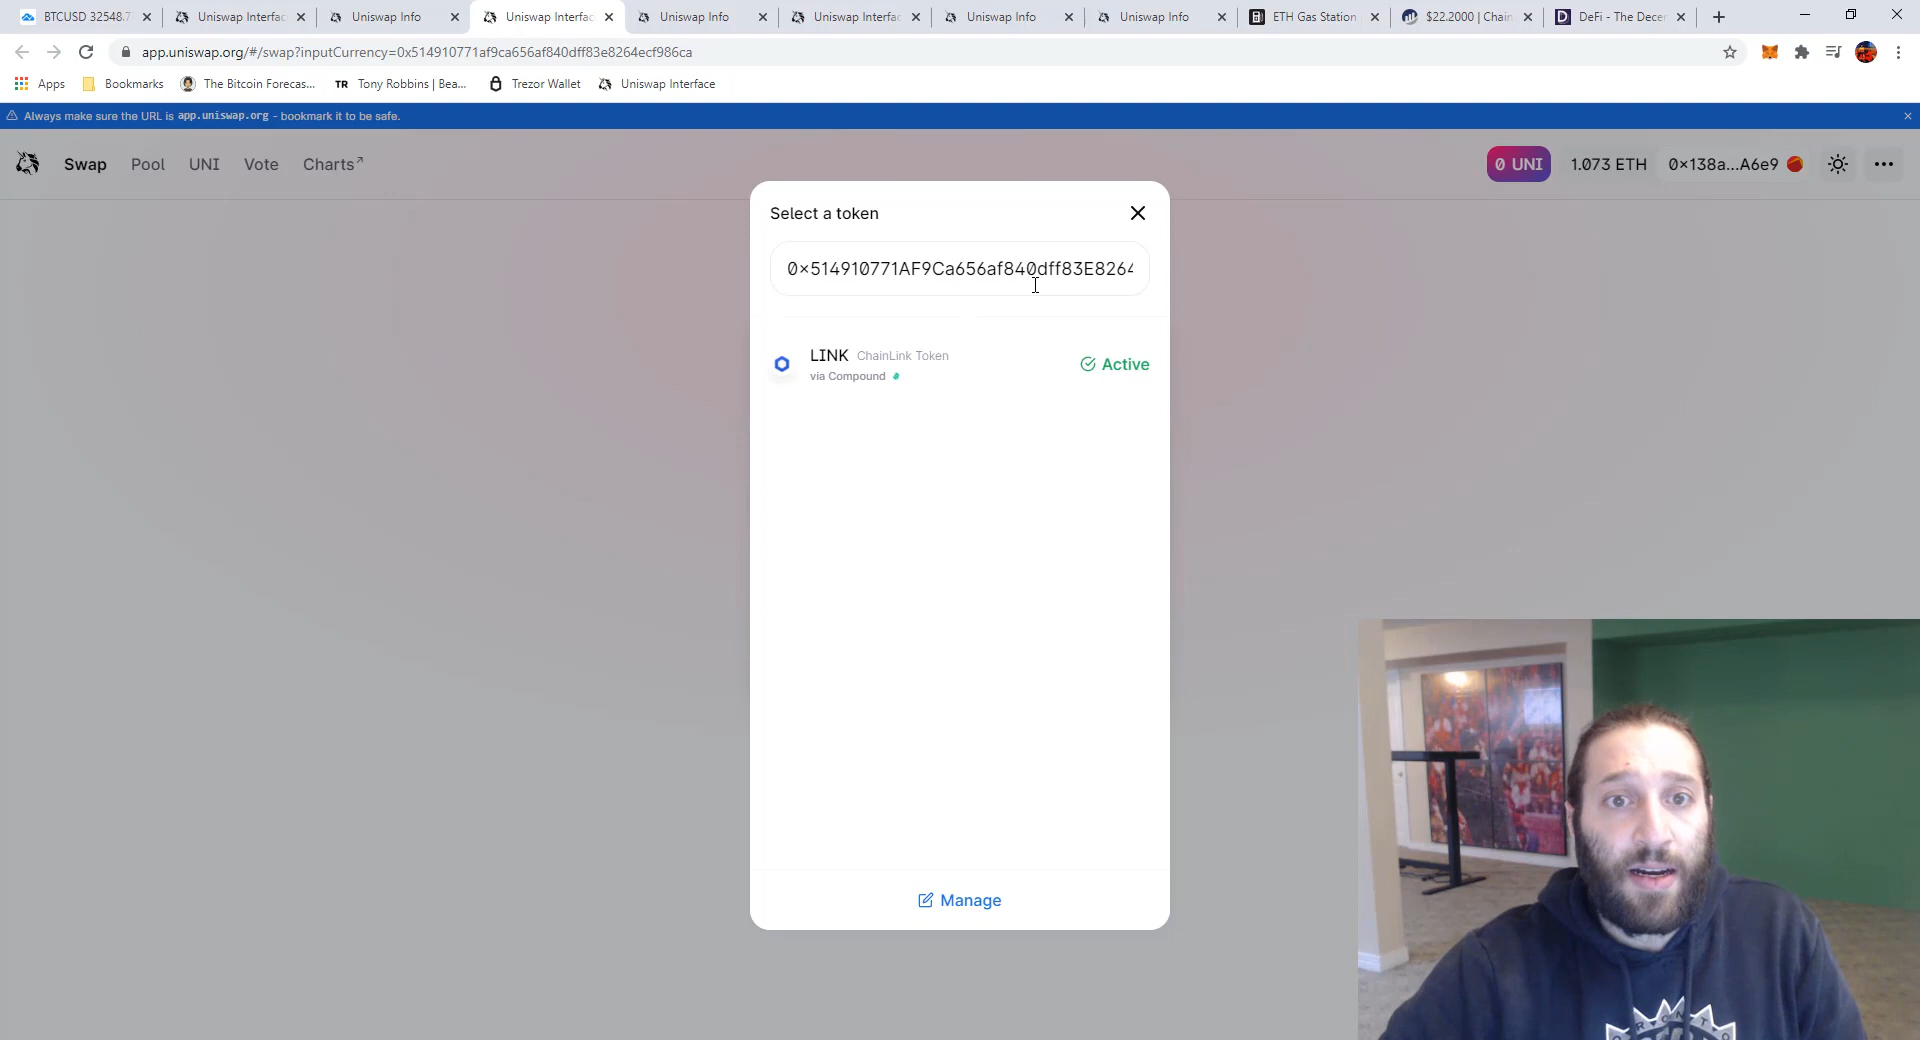 BTCUSD 32548.7
Uniswap Interfac
Uniswap Info
Uniswap Interfac
Uniswap Info
Uniswap Interfac
Uniswap Info
Uniswap Info
ETH Gas Station
$22.2000 | Chain
DeFi - The Decen
app.uniswap.org/#/swap?inputCurrency=0x514910771af9ca656af840dff83e8264ecf986ca
Apps
Bookmarks
The Bitcoin Forecas...
TR Tony Robbins | Bea...
Trezor Wallet
Uniswap Interface
Always make sure the URL is app.uniswap.org - bookmark it to be safe.
Swap
Pool
UNI
Vote
Charts↗
0 UNI
1.073 ETH
0x138a...A6e9
Select a token
0x514910771AF9Ca656af840dff83E8264
LINK ChainLink Token
via Compound
Active
Manage